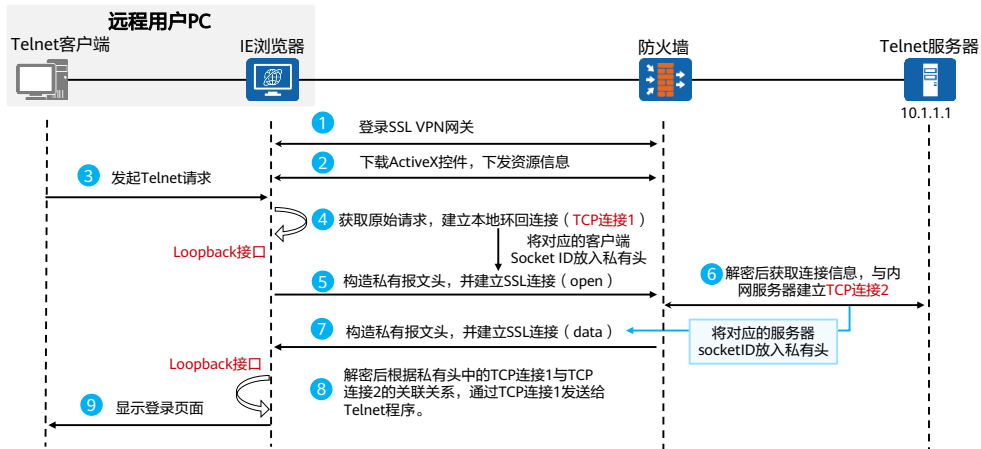 远程用户PC
Telnet客户端
IE浏览器
防火墙
Telnet服务器
10.1.1.1
1
登录SSL VPN网关
2
下载ActiveX控件，下发资源信息
3
发起Telnet请求
4
获取原始请求，建立本地环回连接（TCP连接1）
Loopback接口
将对应的客户端
Socket ID放入私有头
5
构造私有报文头，并建立SSL连接（open）
6
解密后获取连接信息，与内
网服务器建立TCP连接2
7
构造私有报文头，并建立SSL连接（data）
将对应的服务器
socketID放入私有头
Loopback接口
8
解密后根据私有头中的TCP连接1与TCP
连接2的关联关系，通过TCP连接1发送给
Telnet程序。
9
显示登录页面